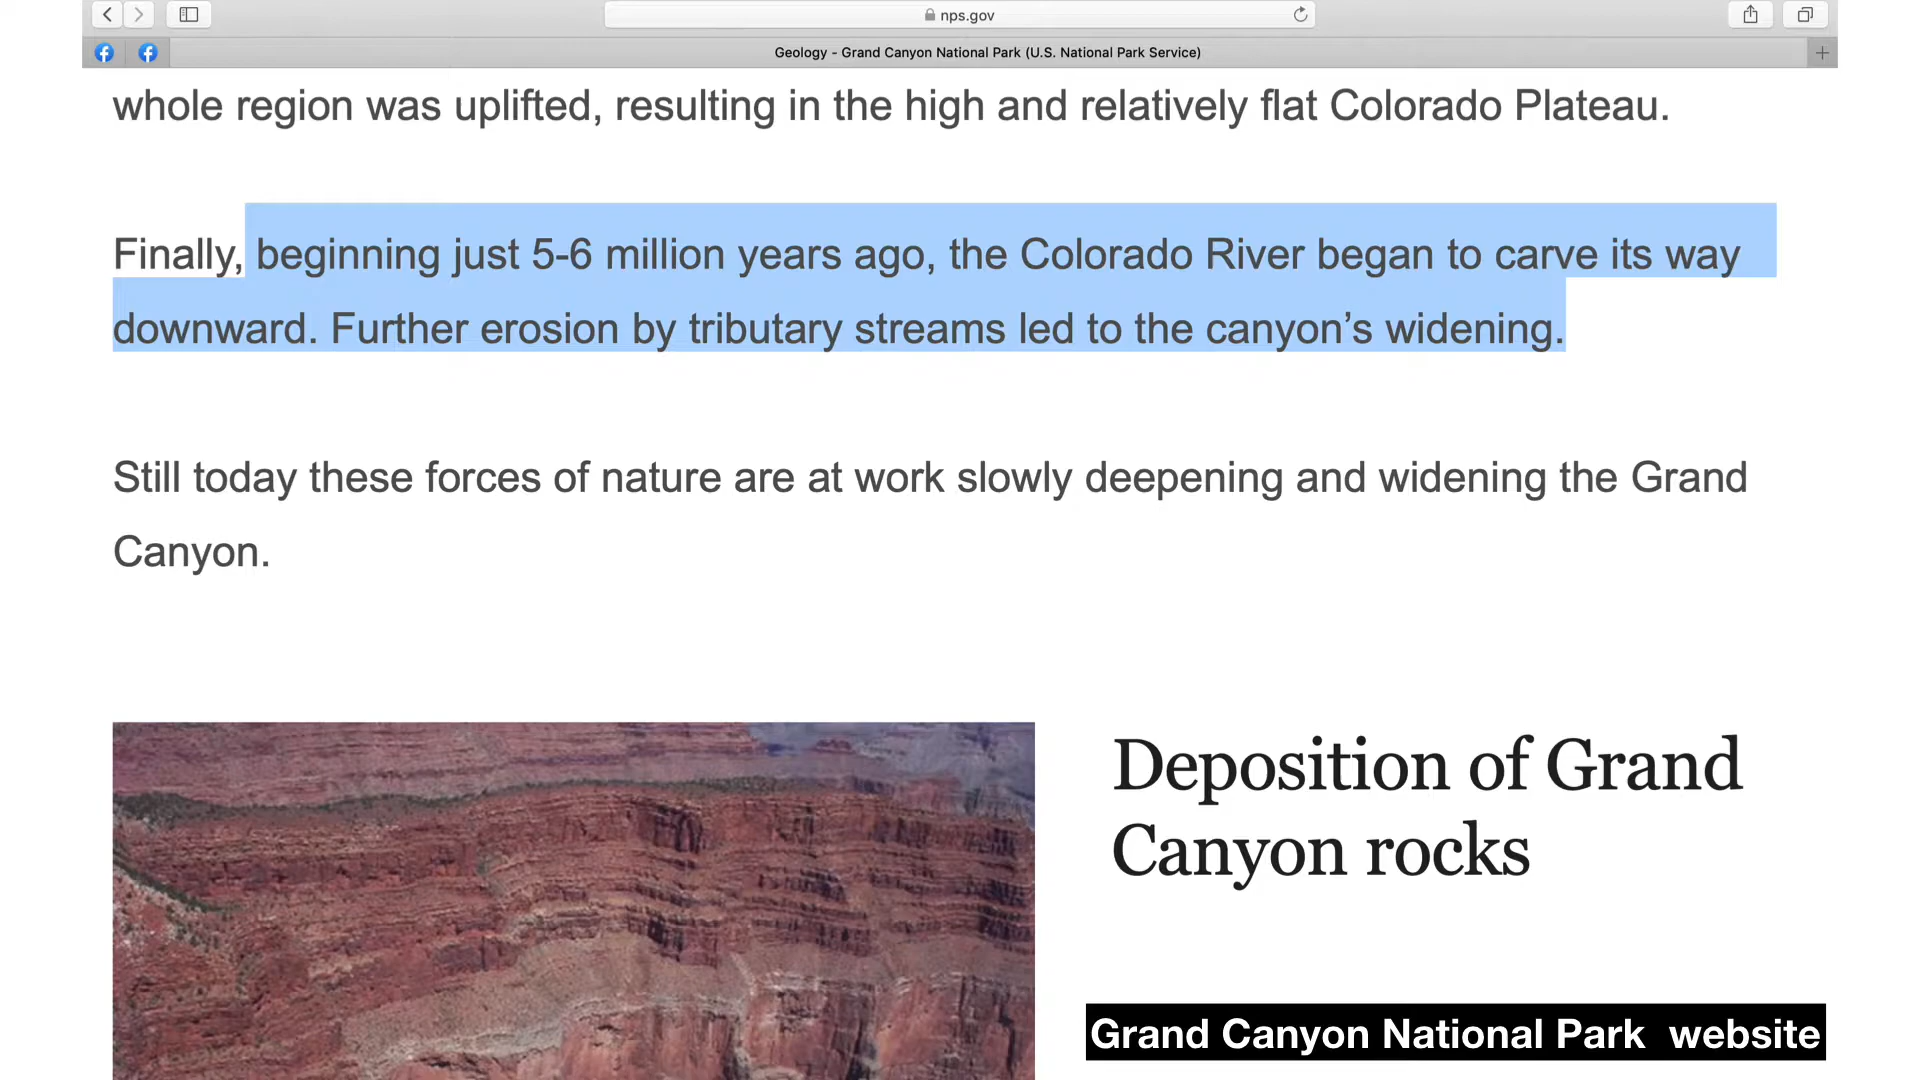 nps.gov
Geology - Grand Canyon National Park (U.S. National Park Service)
whole region was uplifted, resulting in the high and relatively flat Colorado Plateau.
Finally, beginning just 5-6 million years ago, the Colorado River began to carve its way
downward. Further erosion by tributary streams led to the canyon’s widening.
Still today these forces of nature are at work slowly deepening and widening the Grand
Canyon.
Deposition of Grand
Canyon rocks
Grand Canyon National Park  website